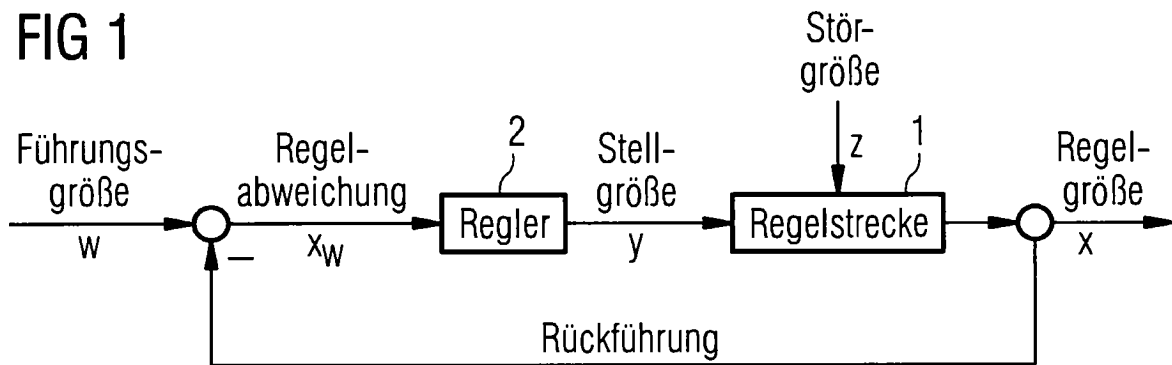 FIG 1
Stör-
größe
z
Führungs-
größe
w
Regel-
abweichung
xW
2
Regler
Stell-
größe
y
1
Regelstrecke
Regel-
größe
x
–
Rückführung